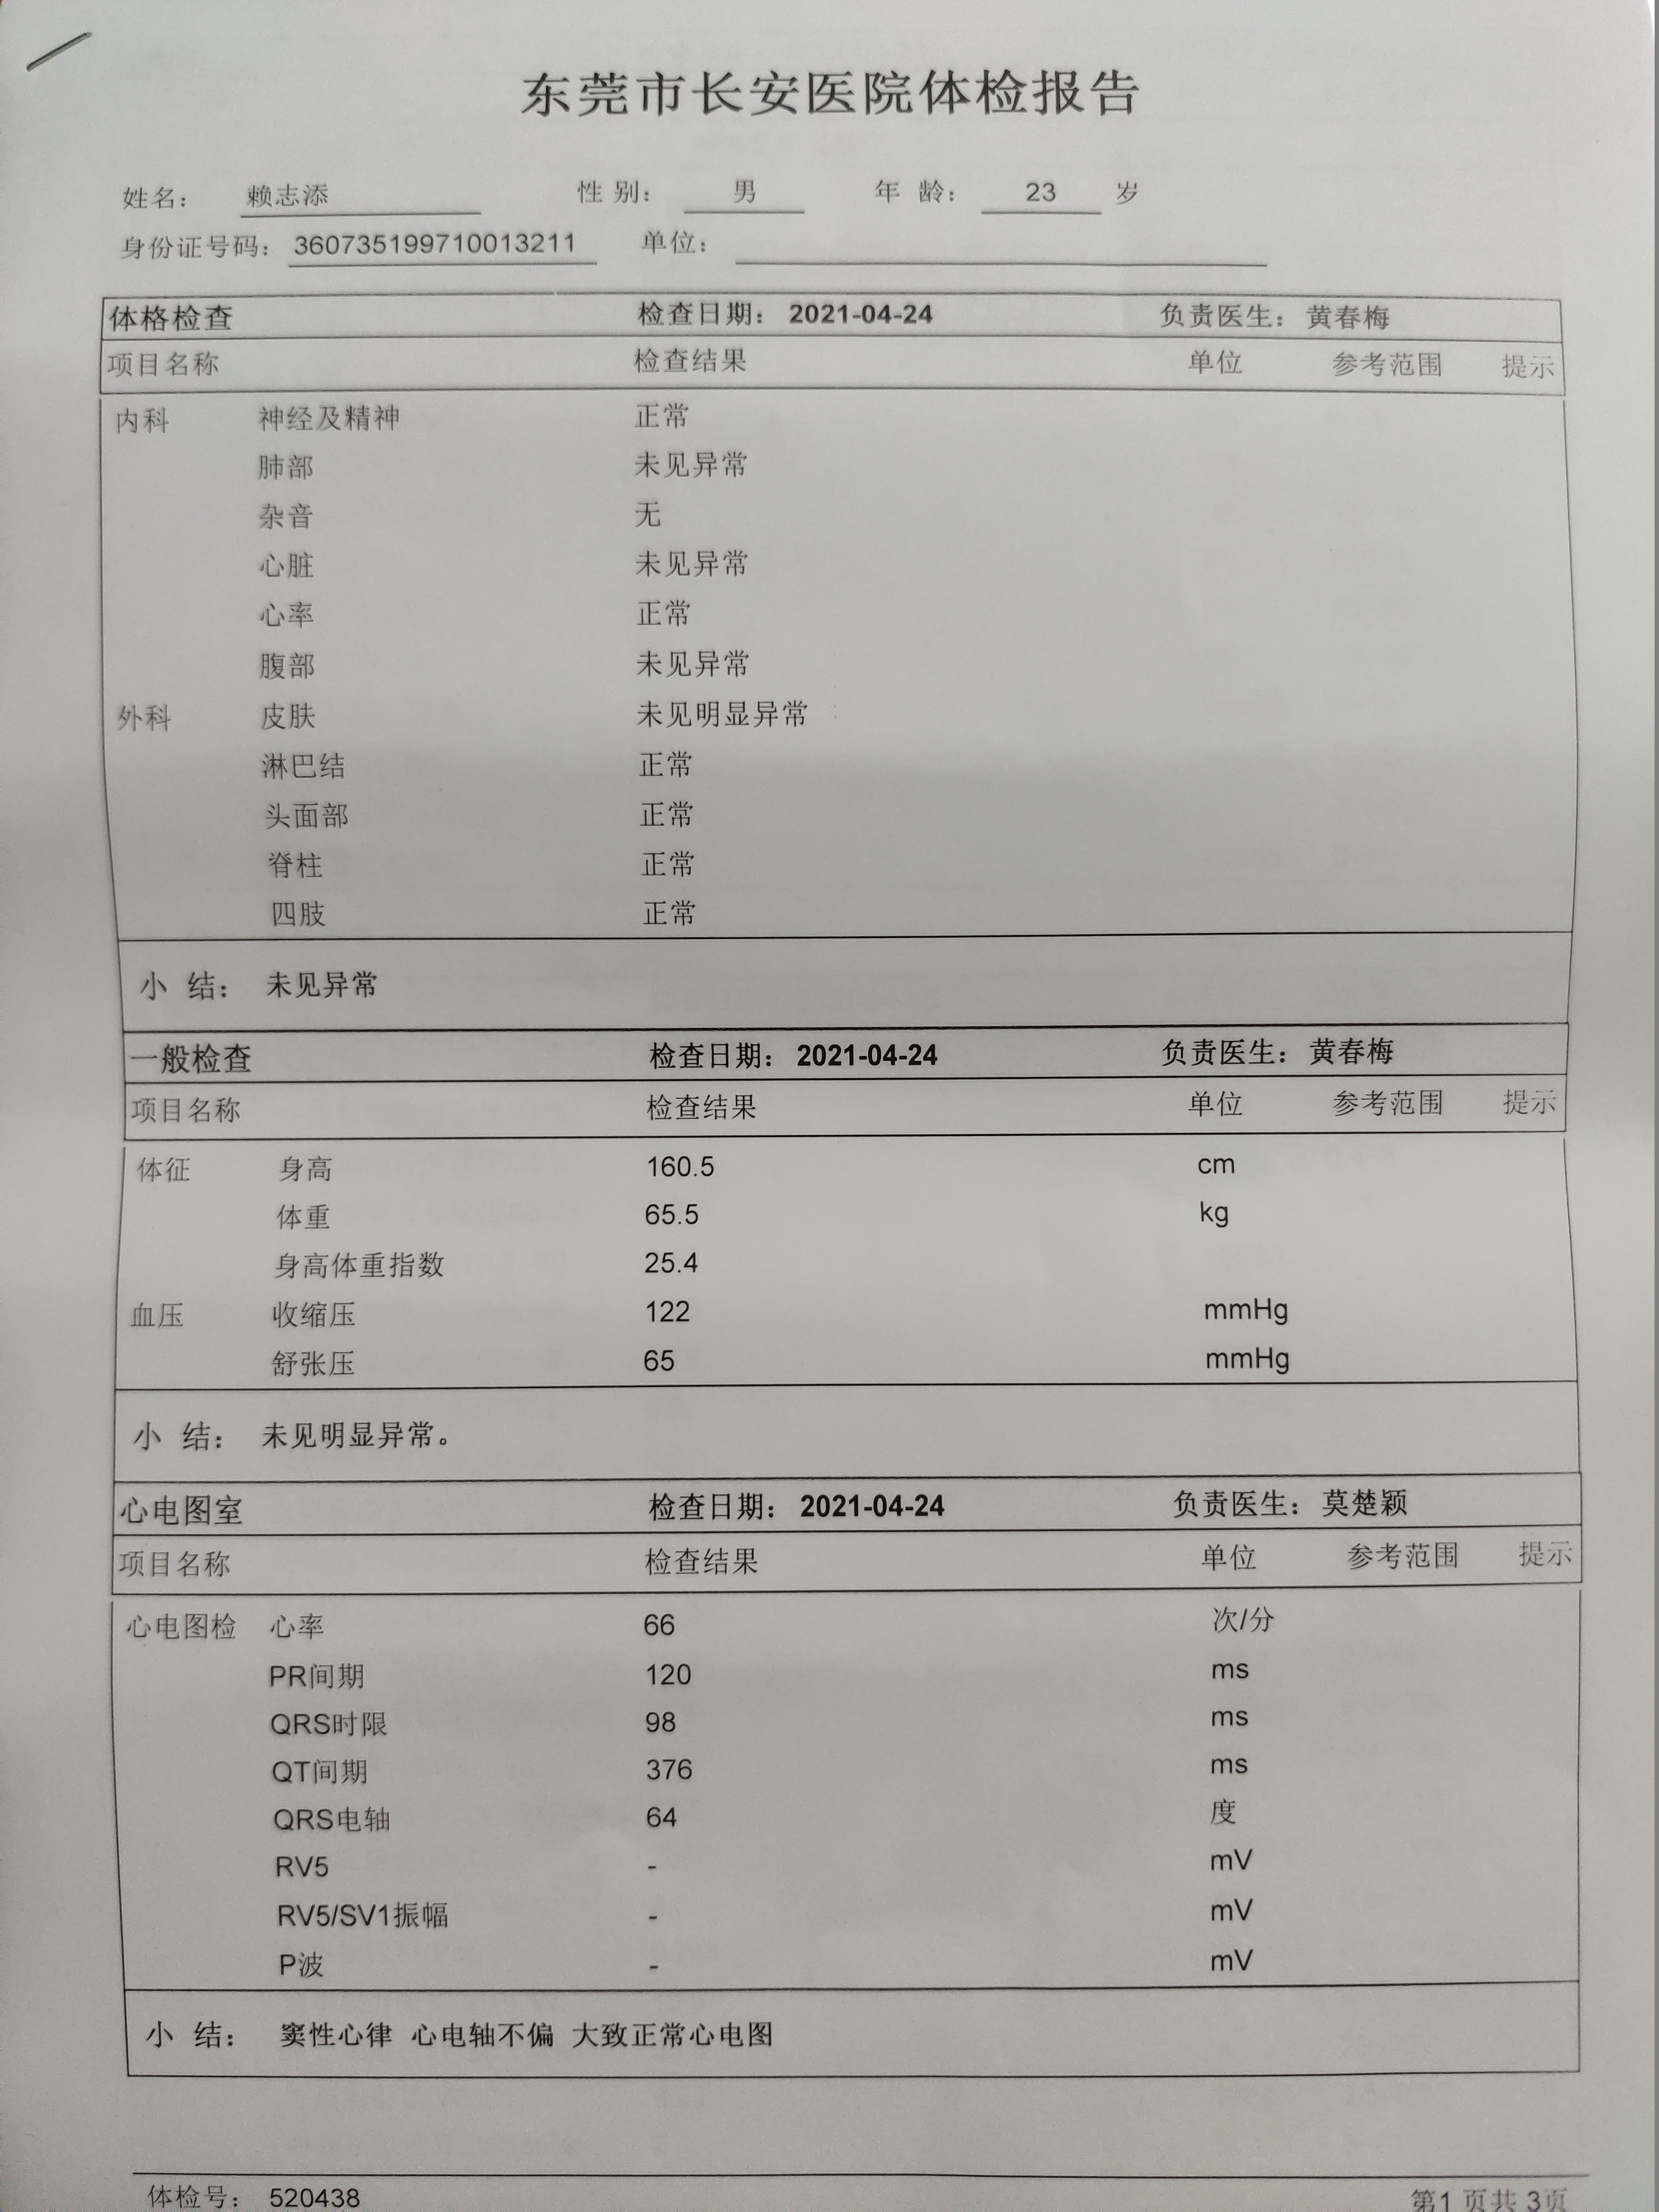 东莞市长安医院体检报告
姓名： 赖志添 性 别： 男 年 龄： 23 岁
身份证号码： 360735199710013211 单位：
体格检查 检查日期： 2021-04-24 负责医生： 黄春梅
项目名称 检查结果 单位 参考范围 提示
内科 神经及精神 正常
肺部 未见异常
杂音 无
心脏 未见异常
心率 正常
腹部 未见异常
外科 皮肤 未见明显异常
淋巴结 正常
头面部 正常
脊柱 正常
四肢 正常
小 结： 未见异常
一般检查 检查日期： 2021-04-24 负责医生： 黄春梅
项目名称 检查结果 单位 参考范围 提示
体征 身高 160.5 cm
体重 65.5 kg
身高体重指数 25.4
血压 收缩压 122 mmHg
舒张压 65 mmHg
小 结： 未见明显异常。
心电图室 检查日期： 2021-04-24 负责医生： 莫楚颖
项目名称 检查结果 单位 参考范围 提示
心电图检 心率 66 次/分
PR间期 120 ms
QRS时限 98 ms
QT间期 376 ms
QRS电轴 64 度
RV5 - mV
RV5/SV1振幅 - mV
P波 - mV
小 结： 窦性心律 心电轴不偏 大致正常心电图
体检号： 520438 第1 页共 3页